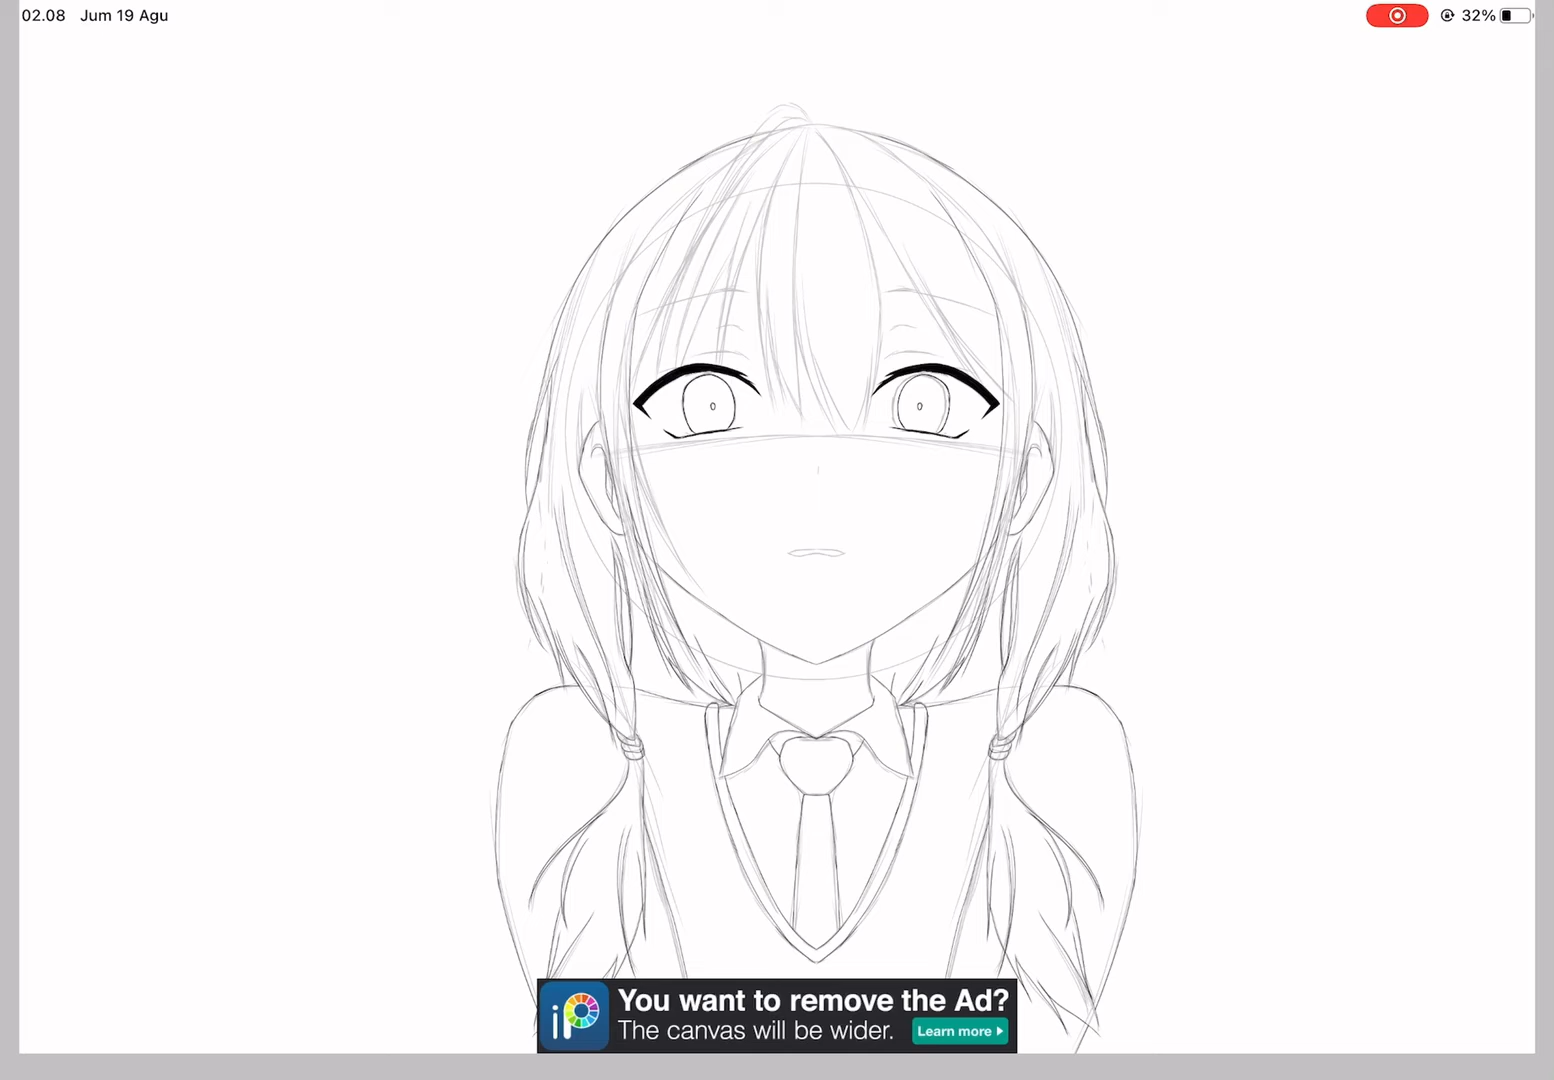 02.08 Jum 19 Agu 32%
iP You want to remove the Ad?
The canvas will be wider. Learn more